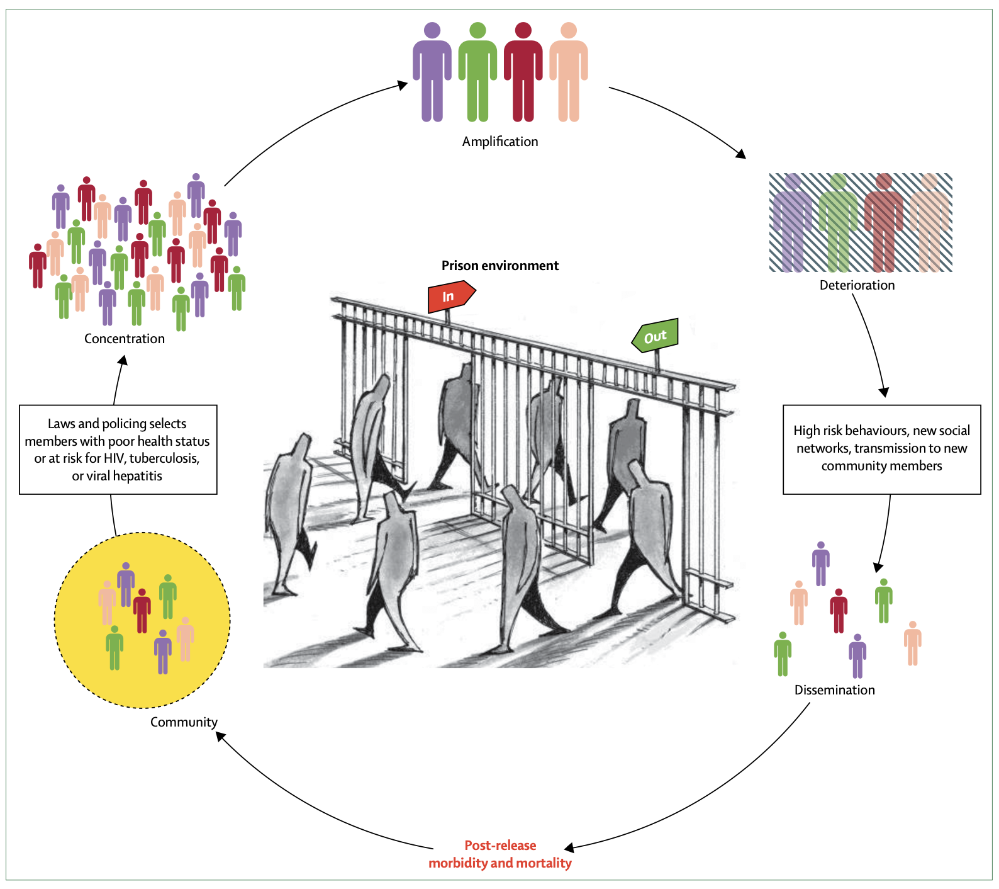 Amplification
Deterioration
Prison environment
In
Out
Concentration
Laws and policing selects
members with poor health status
or at risk for HIV, tuberculosis,
or viral hepatitis
High risk behaviours, new social
networks, transmission to new
community members
Dissemination
Community
Post-release
morbidity and mortality